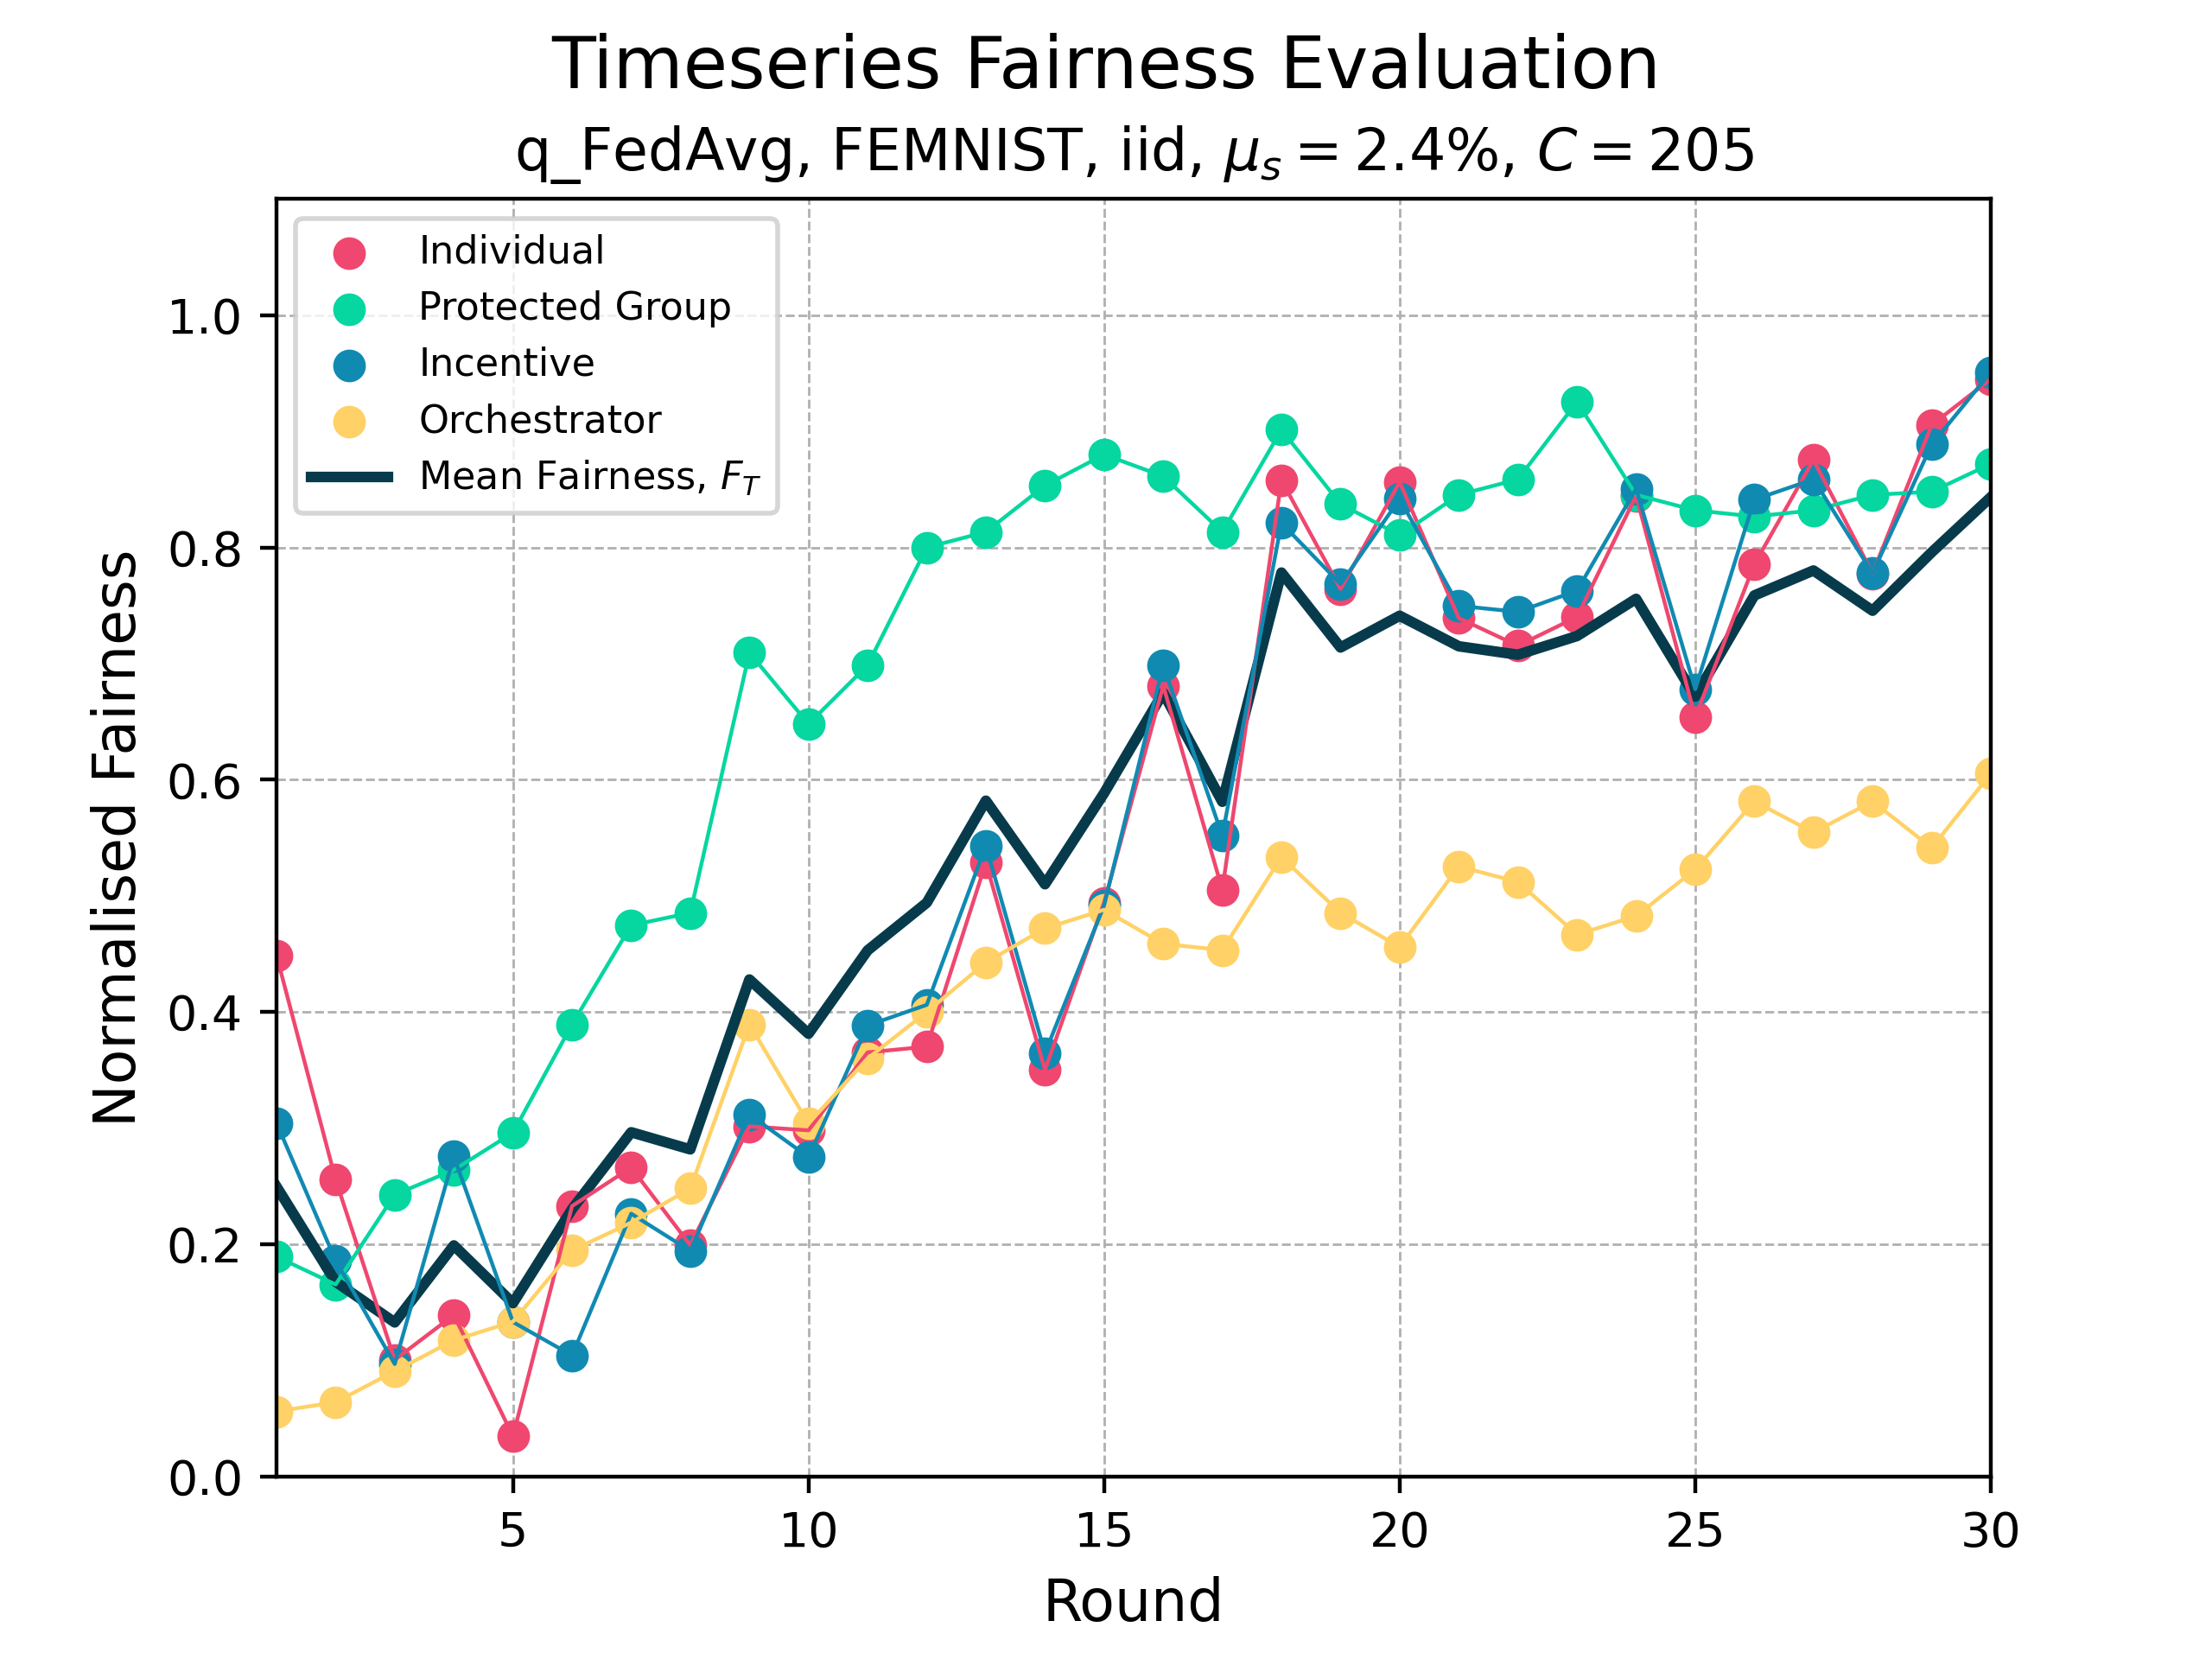 Timeseries Fairness Evaluation
q_FedAvg, FEMNIST, iid, μₛ = 2.4%, C = 205
Individual
Protected Group
Incentive
Orchestrator
Mean Fairness, F_T
Normalised Fairness
1.0
0.8
0.6
0.4
0.2
0.0
5 10 15 20 25 30
Round